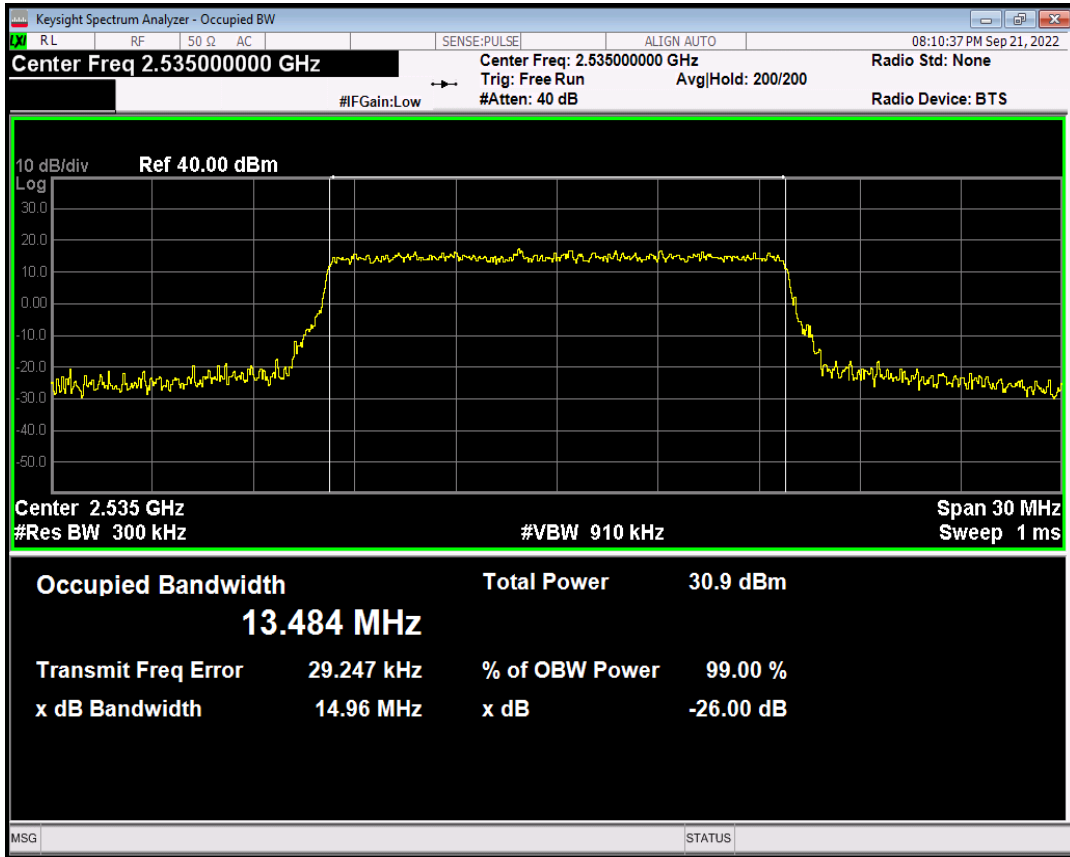 Keysight Spectrum Analyzer - Occupied BW
LXI RL RF 50 Ω AC SENSE:PULSE ALIGN AUTO 08:10:37 PM Sep 21, 2022
Center Freq 2.535000000 GHz Center Freq: 2.535000000 GHz Radio Std: None
Trig: Free Run Avg|Hold: 200/200
#IFGain:Low #Atten: 40 dB Radio Device: BTS
10 dB/div Ref 40.00 dBm
Log
30.0
20.0
10.0
0.00
-10.0
-20.0
-30.0
-40.0
-50.0
Center 2.535 GHz Span 30 MHz
#Res BW 300 kHz #VBW 910 kHz Sweep 1 ms
Occupied Bandwidth Total Power 30.9 dBm
13.484 MHz
Transmit Freq Error 29.247 kHz % of OBW Power 99.00 %
x dB Bandwidth 14.96 MHz x dB -26.00 dB
MSG STATUS